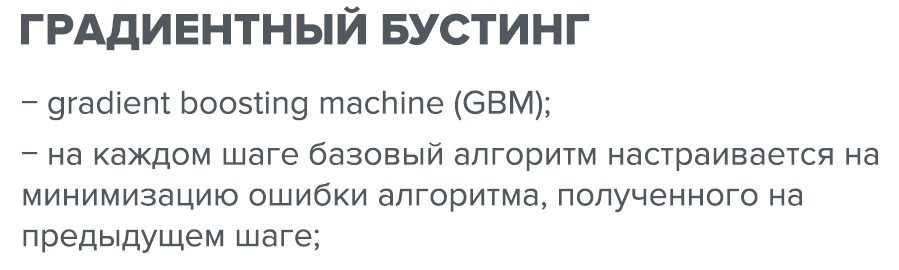 ГРАДИЕНТНЫЙ БУСТИНГ
– gradient boosting machine (GBM);
– на каждом шаге базовый алгоритм настраивается на
минимизацию ошибки алгоритма, полученного на
предыдущем шаге;